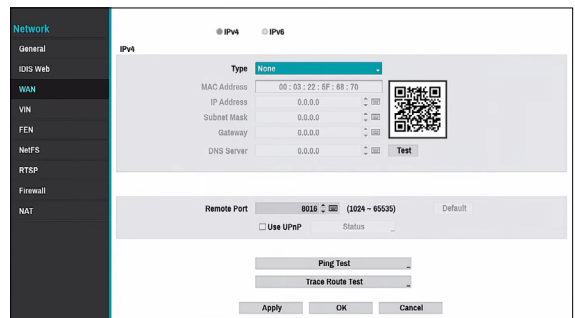 Network
General
IDIS Web
WAN
VIN
FEN
NetFS
RTSP
Firewall
NAT
IPv4 IPv6
IPv4
Type None
MAC Address 00 : 03 : 22 : 5F : 68 : 70
IP Address 0.0.0.0
Subnet Mask 0.0.0.0
Gateway 0.0.0.0
DNS Server 0.0.0.0 Test
Remote Port 8016 (1024 ~ 65535) Default
Use UPnP Status
Ping Test
Trace Route Test
Apply OK Cancel